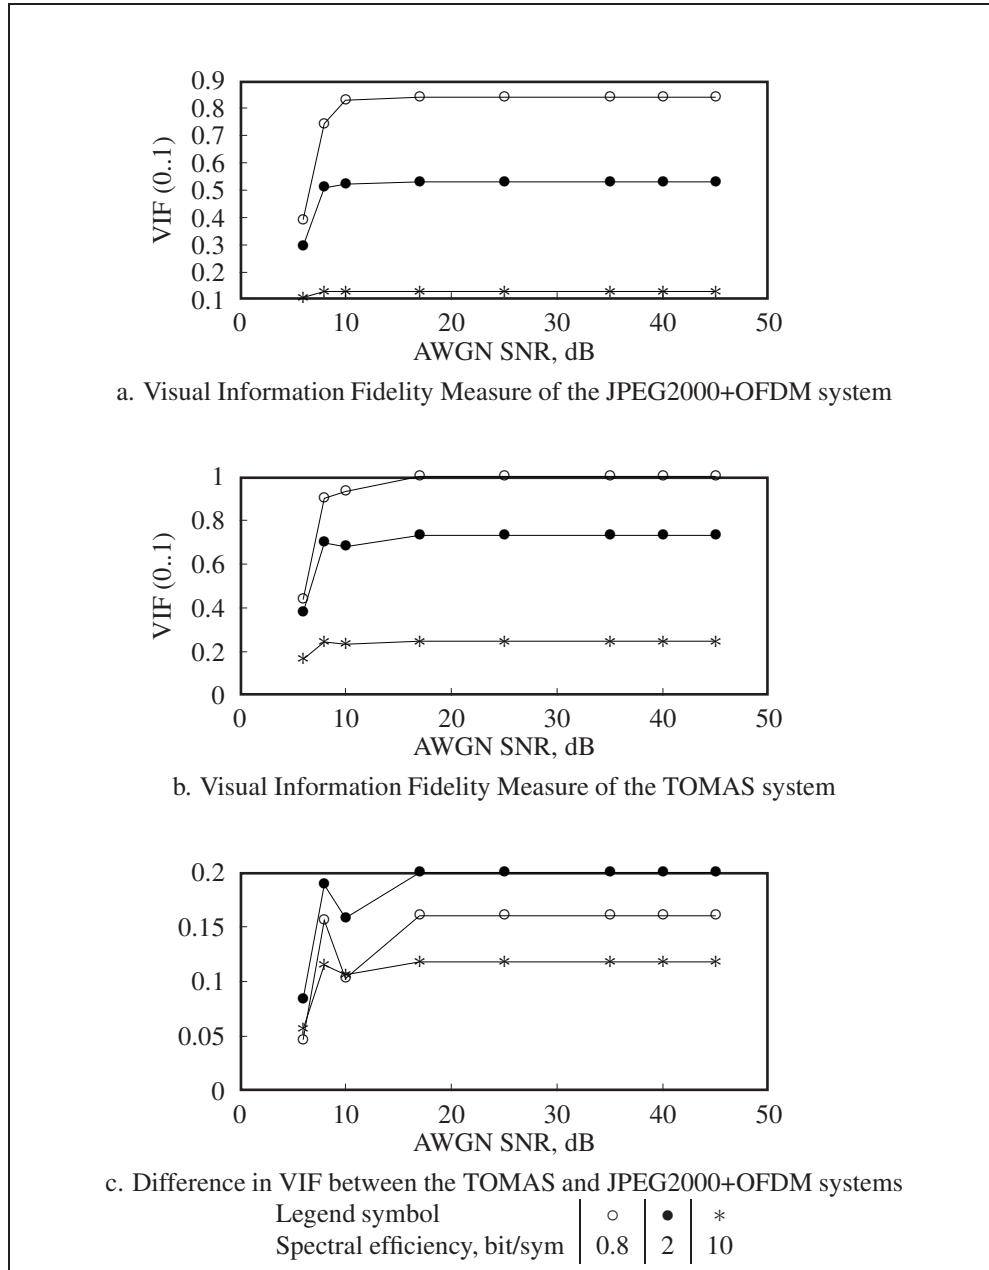 0.9
0.8
0.7
0.6
0.5
0.4
0.3
0.2
0.1
VIF (0..1)
0 10 20 30 40 50
AWGN SNR, dB
a. Visual Information Fidelity Measure of the JPEG2000+OFDM system
1
0.8
0.6
0.4
0.2
0
VIF (0..1)
0 10 20 30 40 50
AWGN SNR, dB
b. Visual Information Fidelity Measure of the TOMAS system
0.2
0.15
0.1
0.05
0
0 10 20 30 40 50
AWGN SNR, dB
c. Difference in VIF between the TOMAS and JPEG2000+OFDM systems
Legend symbol ○ ● *
Spectral efficiency, bit/sym 0.8 2 10